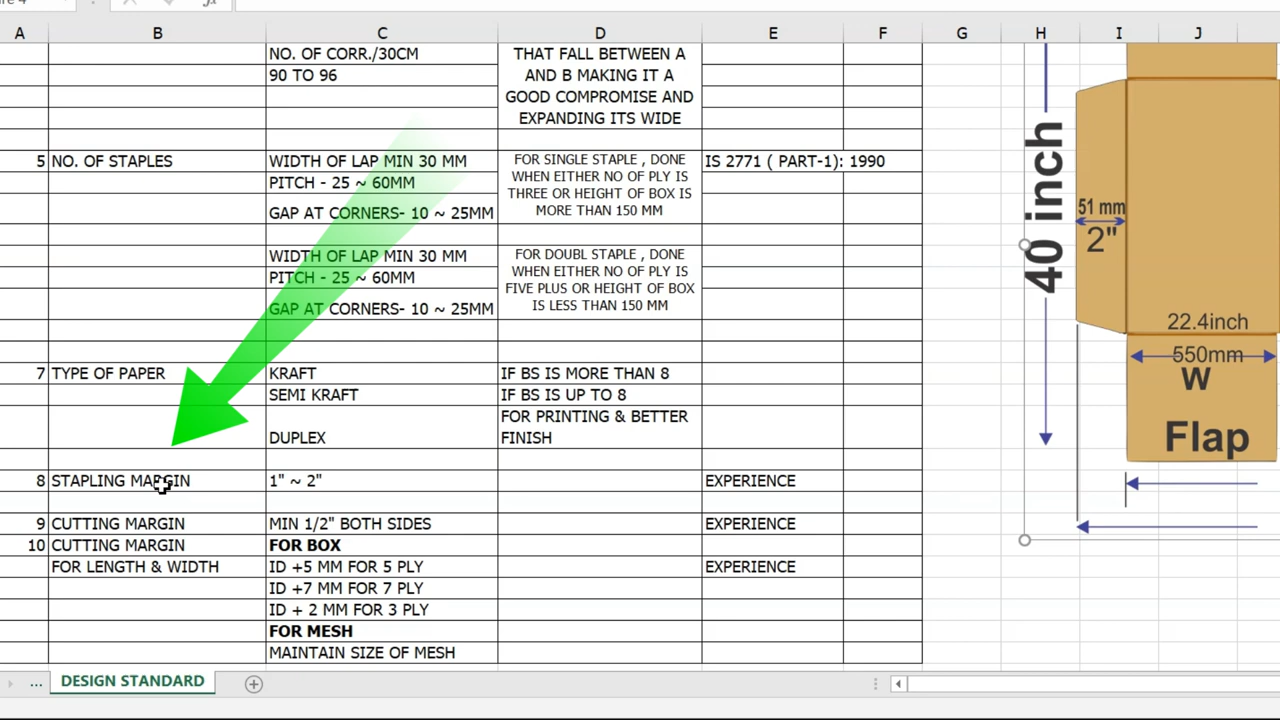 A B C D E F G H I J
NO. OF CORR./30CM THAT FALL BETWEEN A
90 TO 96 AND B MAKING IT A
GOOD COMPROMISE AND
EXPANDING ITS WIDE
5 NO. OF STAPLES WIDTH OF LAP MIN 30 MM FOR SINGLE STAPLE , DONE IS 2771 ( PART-1): 1990
PITCH - 25 ~ 60MM WHEN EITHER NO OF PLY IS
THREE OR HEIGHT OF BOX IS
GAP AT CORNERS- 10 ~ 25MM MORE THAN 150 MM
WIDTH OF LAP MIN 30 MM FOR DOUBL STAPLE , DONE
PITCH - 25 ~ 60MM WHEN EITHER NO OF PLY IS
FIVE PLUS OR HEIGHT OF BOX
GAP AT CORNERS- 10 ~ 25MM IS LESS THAN 150 MM
7 TYPE OF PAPER KRAFT IF BS IS MORE THAN 8
SEMI KRAFT IF BS IS UP TO 8
FOR PRINTING & BETTER
DUPLEX FINISH
8 STAPLING MARGIN 1" ~ 2" EXPERIENCE
9 CUTTING MARGIN MIN 1/2" BOTH SIDES EXPERIENCE
10 CUTTING MARGIN FOR BOX
FOR LENGTH & WIDTH ID +5 MM FOR 5 PLY EXPERIENCE
ID +7 MM FOR 7 PLY
ID + 2 MM FOR 3 PLY
FOR MESH
MAINTAIN SIZE OF MESH
40 inch
51 mm
2"
22.4inch
550mm
W
Flap
... DESIGN STANDARD